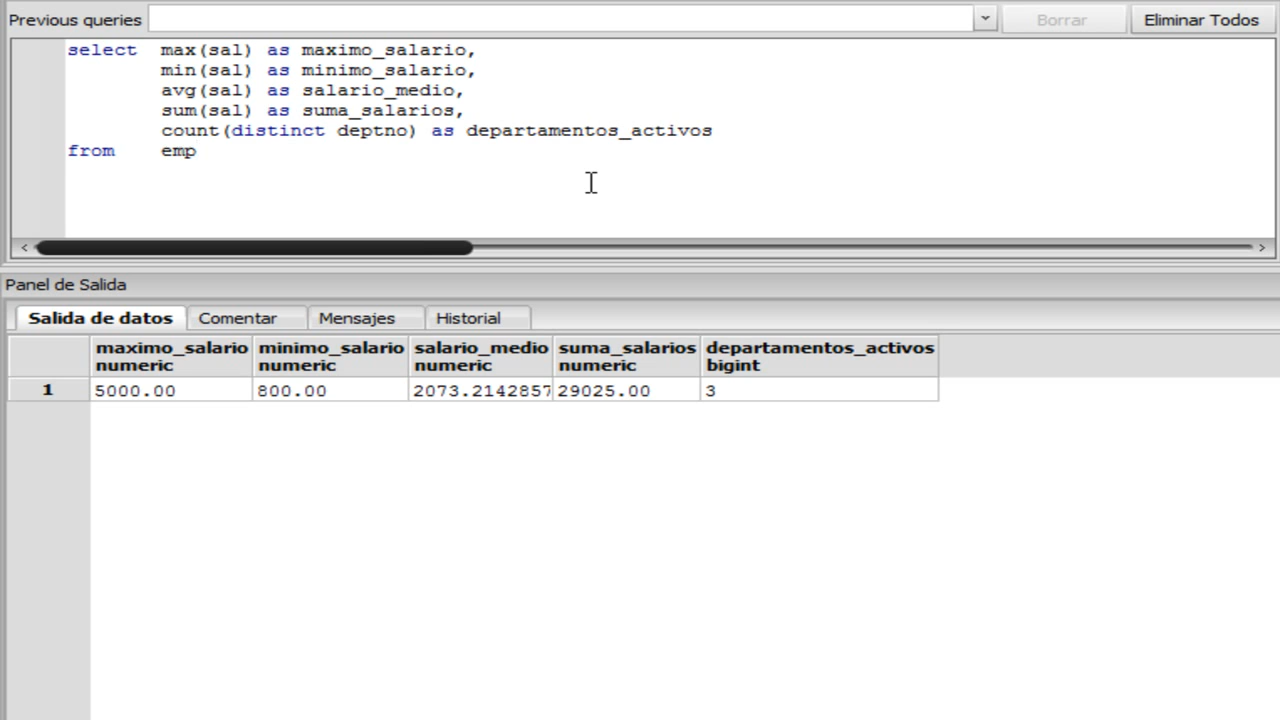 Previous queries Borrar Eliminar Todos
select max(sal) as maximo_salario,
min(sal) as minimo_salario,
avg(sal) as salario_medio,
sum(sal) as suma_salarios,
count(distinct deptno) as departamentos_activos
from emp
Panel de Salida
Salida de datos Comentar Mensajes Historial
maximo_salario minimo_salario salario_medio suma_salarios departamentos_activos
numeric numeric numeric numeric bigint
1 5000.00 800.00 2073.2142857 29025.00 3